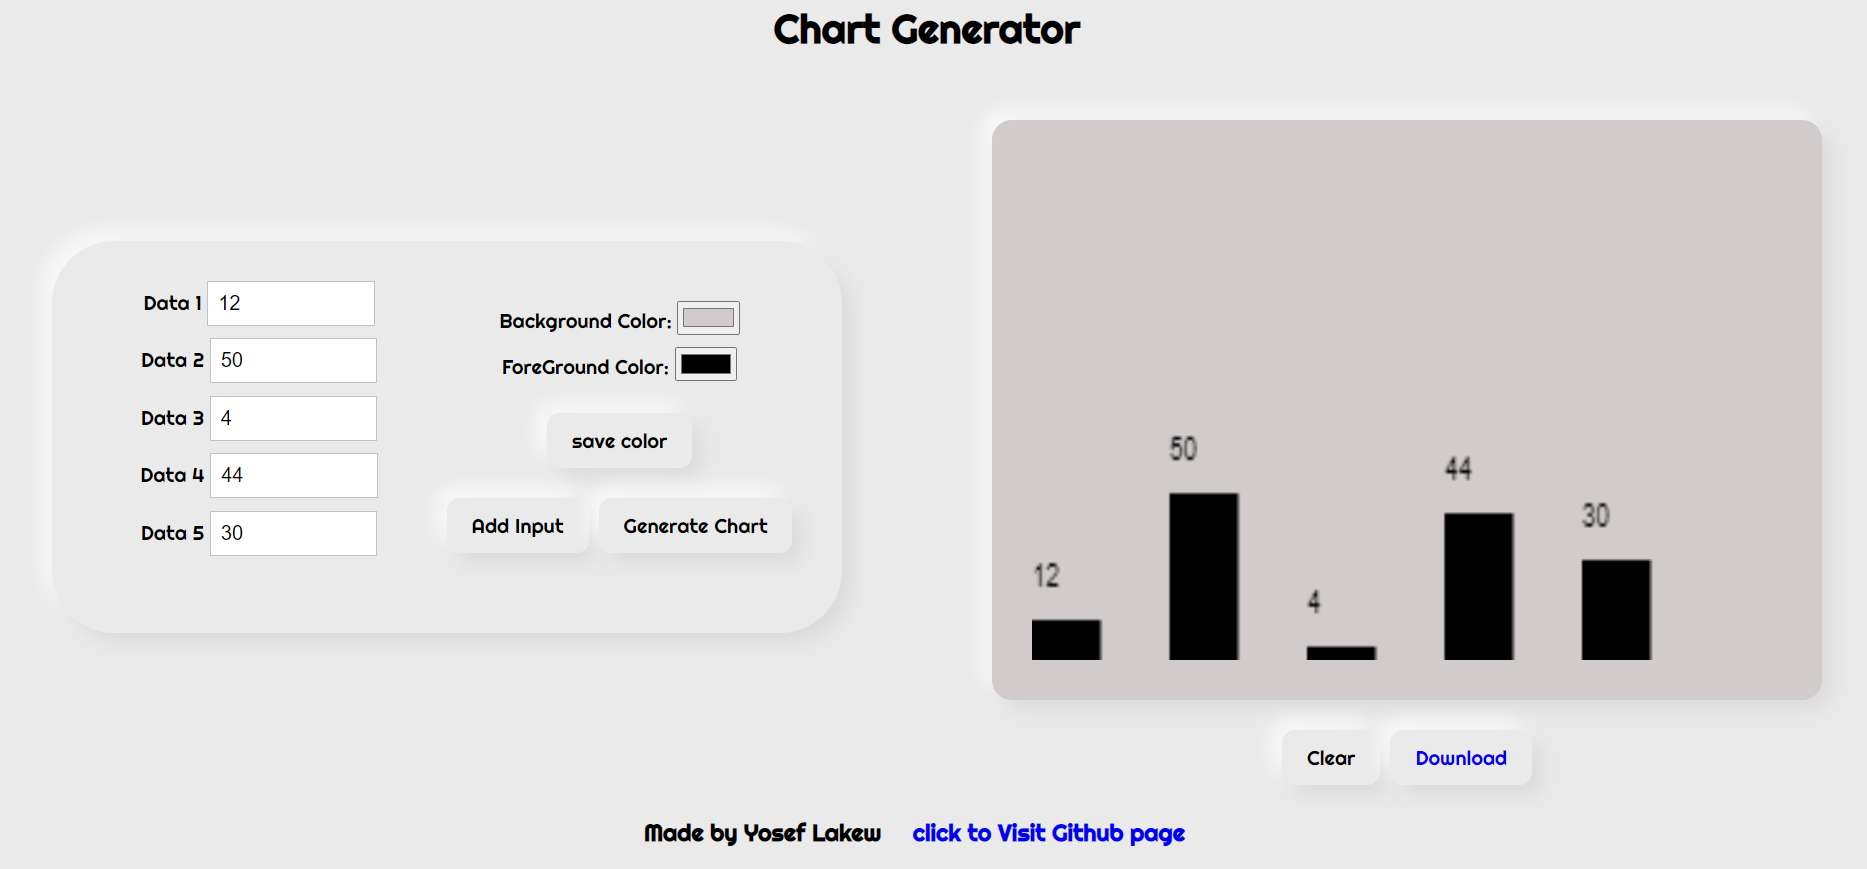 Chart Generator
Data 1 12
Data 2 50
Data 3 4
Data 4 44
Data 5 30
Background Color:
ForeGround Color:
save color
Add Input Generate Chart
12
50
4
44
30
Clear Download
Made by Yosef Lakew click to Visit Github page